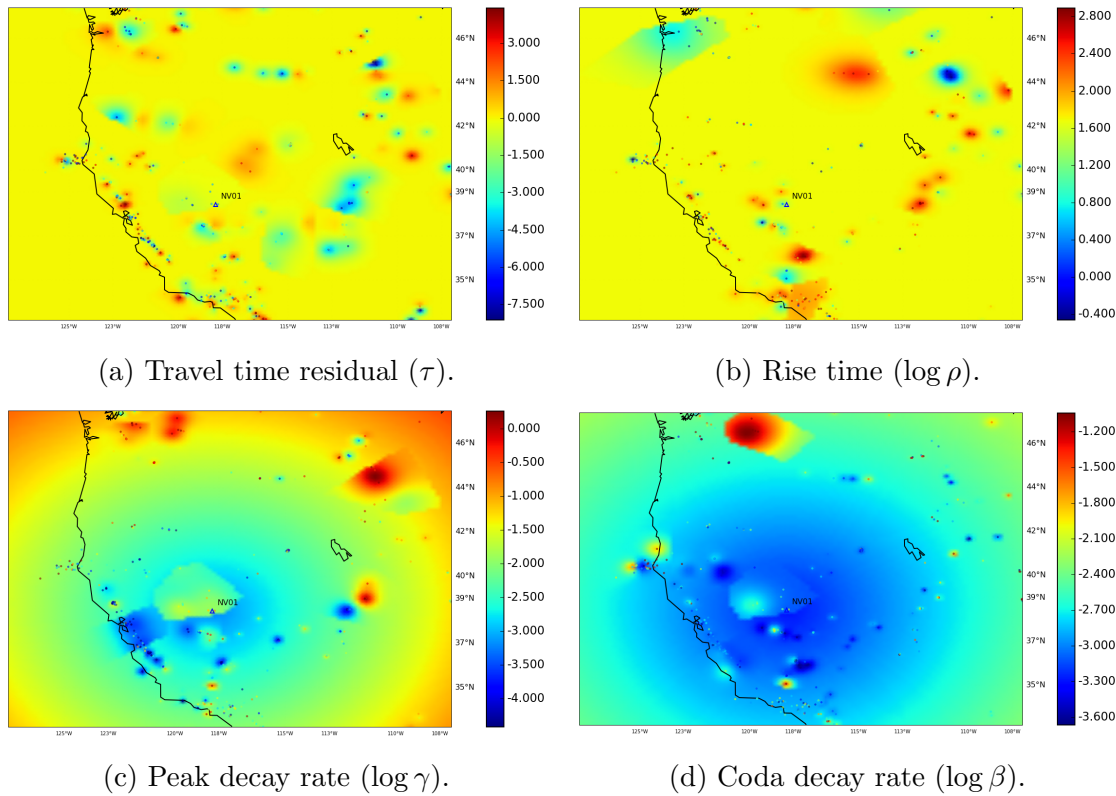 3.000
1.500
0.000
-1.500
-3.000
-4.500
-6.000
-7.500
46°N
44°N
42°N
41°N
39°N
37°N
35°N
NV01
125°W
122°W
120°W
118°W
115°W
113°W
110°W
108°W
(a) Travel time residual (τ).
2.800
2.400
2.000
1.600
1.200
0.800
0.400
0.000
-0.400
46°N
44°N
42°N
41°N
39°N
37°N
35°N
NV01
125°W
123°W
120°W
118°W
115°W
113°W
110°W
108°W
(b) Rise time (log ρ).
0.000
-0.500
-1.000
-1.500
-2.000
-2.500
-3.000
-3.500
-4.000
46°N
44°N
42°N
41°N
39°N
37°N
35°N
NV01
125°W
122°W
120°W
118°W
115°W
113°W
110°W
108°W
(c) Peak decay rate (log γ).
-1.200
-1.500
-1.800
-2.100
-2.400
-2.700
-3.000
-3.300
-3.600
46°N
44°N
42°N
41°N
39°N
37°N
35°N
NV01
125°W
123°W
120°W
118°W
115°W
113°W
110°W
108°W
(d) Coda decay rate (log β).